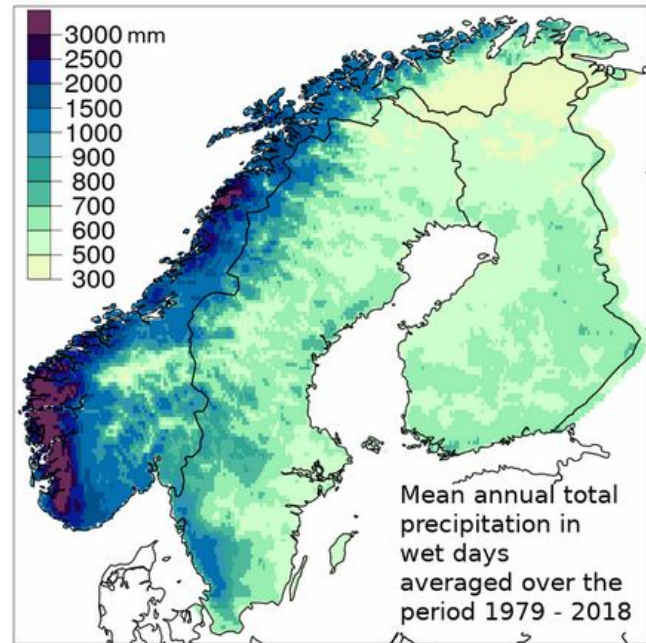 3000 mm
2500
2000
1500
1000
900
800
700
600
500
300
Mean annual total
precipitation in
wet days
averaged over the
period 1979 - 2018